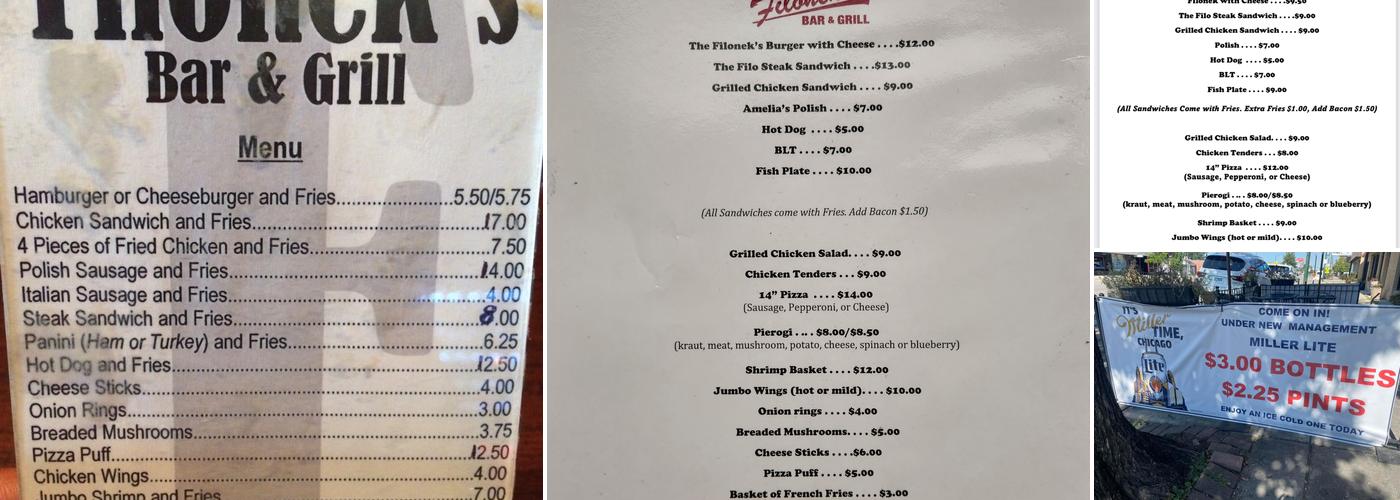 Filonek's
Bar & Grill
Menu
Hamburger or Cheeseburger and Fries.................5.50/5.75
Chicken Sandwich and Fries.................17.00
4 Pieces of Fried Chicken and Fries.................7.50
Polish Sausage and Fries.................14.00
Italian Sausage and Fries.................4.00
Steak Sandwich and Fries.................8.00
Panini (Ham or Turkey) and Fries.................6.25
Hot Dog and Fries.................12.50
Cheese Sticks.................4.00
Onion Rings.................3.00
Breaded Mushrooms.................3.75
Pizza Puff.................12.50
Chicken Wings.................4.00
Jumbo Shrimp and Fries.................7.00
Filonek's
BAR & GRILL
The Filonek's Burger with Cheese . . . .$12.00
The Filo Steak Sandwich . . . .$13.00
Grilled Chicken Sandwich . . . . $9.00
Amelia's Polish . . . . $7.00
Hot Dog . . . . $5.00
BLT . . . . $7.00
Fish Plate . . . . $10.00
(All Sandwiches come with Fries. Add Bacon $1.50)
Grilled Chicken Salad. . . . $9.00
Chicken Tenders . . . $9.00
14” Pizza . . . . $14.00
(Sausage, Pepperoni, or Cheese)
Pierogi . . . . $8.00/$8.50
(kraut, meat, mushroom, potato, cheese, spinach or blueberry)
Shrimp Basket . . . . $12.00
Jumbo Wings (hot or mild). . . . $10.00
Onion rings . . . . $4.00
Breaded Mushrooms. . . . $5.00
Cheese Sticks . . . .$6.00
Pizza Puff . . . . $5.00
Basket of French Fries . . . . $3.00
Filonek with Cheese . . . .$9.50
The Filo Steak Sandwich . . . .$9.00
Grilled Chicken Sandwich . . . . $9.00
Polish . . . . $7.00
Hot Dog . . . . $5.00
BLT . . . . $7.00
Fish Plate . . . . $9.00
(All Sandwiches Come with Fries. Extra Fries $1.00, Add Bacon $1.50)
Grilled Chicken Salad. . . . $9.00
Chicken Tenders . . . $8.00
14” Pizza . . . . $12.00
(Sausage, Pepperoni, or Cheese)
Pierogi . . . . $8.00/$8.50
(kraut, meat, mushroom, potato, cheese, spinach or blueberry)
Shrimp Basket . . . . $9.00
Jumbo Wings (hot or mild). . . . $10.00
IT'S
Miller
TIME,
CHICAGO
Lite
COME ON IN!
UNDER NEW MANAGEMENT
MILLER LITE
$3.00 BOTTLES
$2.25 PINTS
ENJOY AN ICE COLD ONE TODAY